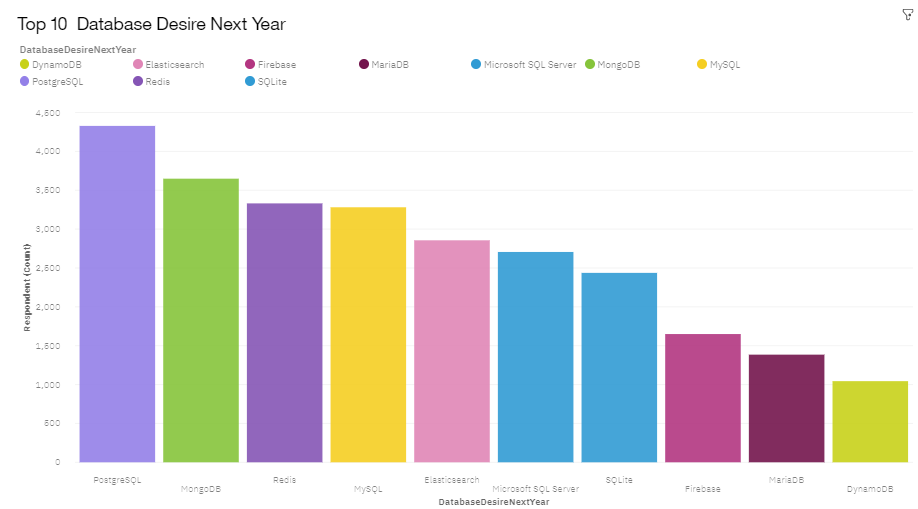 Top 10 Database Desire Next Year
DatabaseDesireNextYear
DynamoDB Elasticsearch Firebase MariaDB Microsoft SQL Server MongoDB MySQL
PostgreSQL Redis SQLite
4,500
4,000
3,500
3,000
2,500
2,000
1,500
1,000
500
0
Respondent (Count)
PostgreSQL MongoDB Redis MySQL Elasticsearch Microsoft SQL Server SQLite Firebase MariaDB DynamoDB
DatabaseDesireNextYear